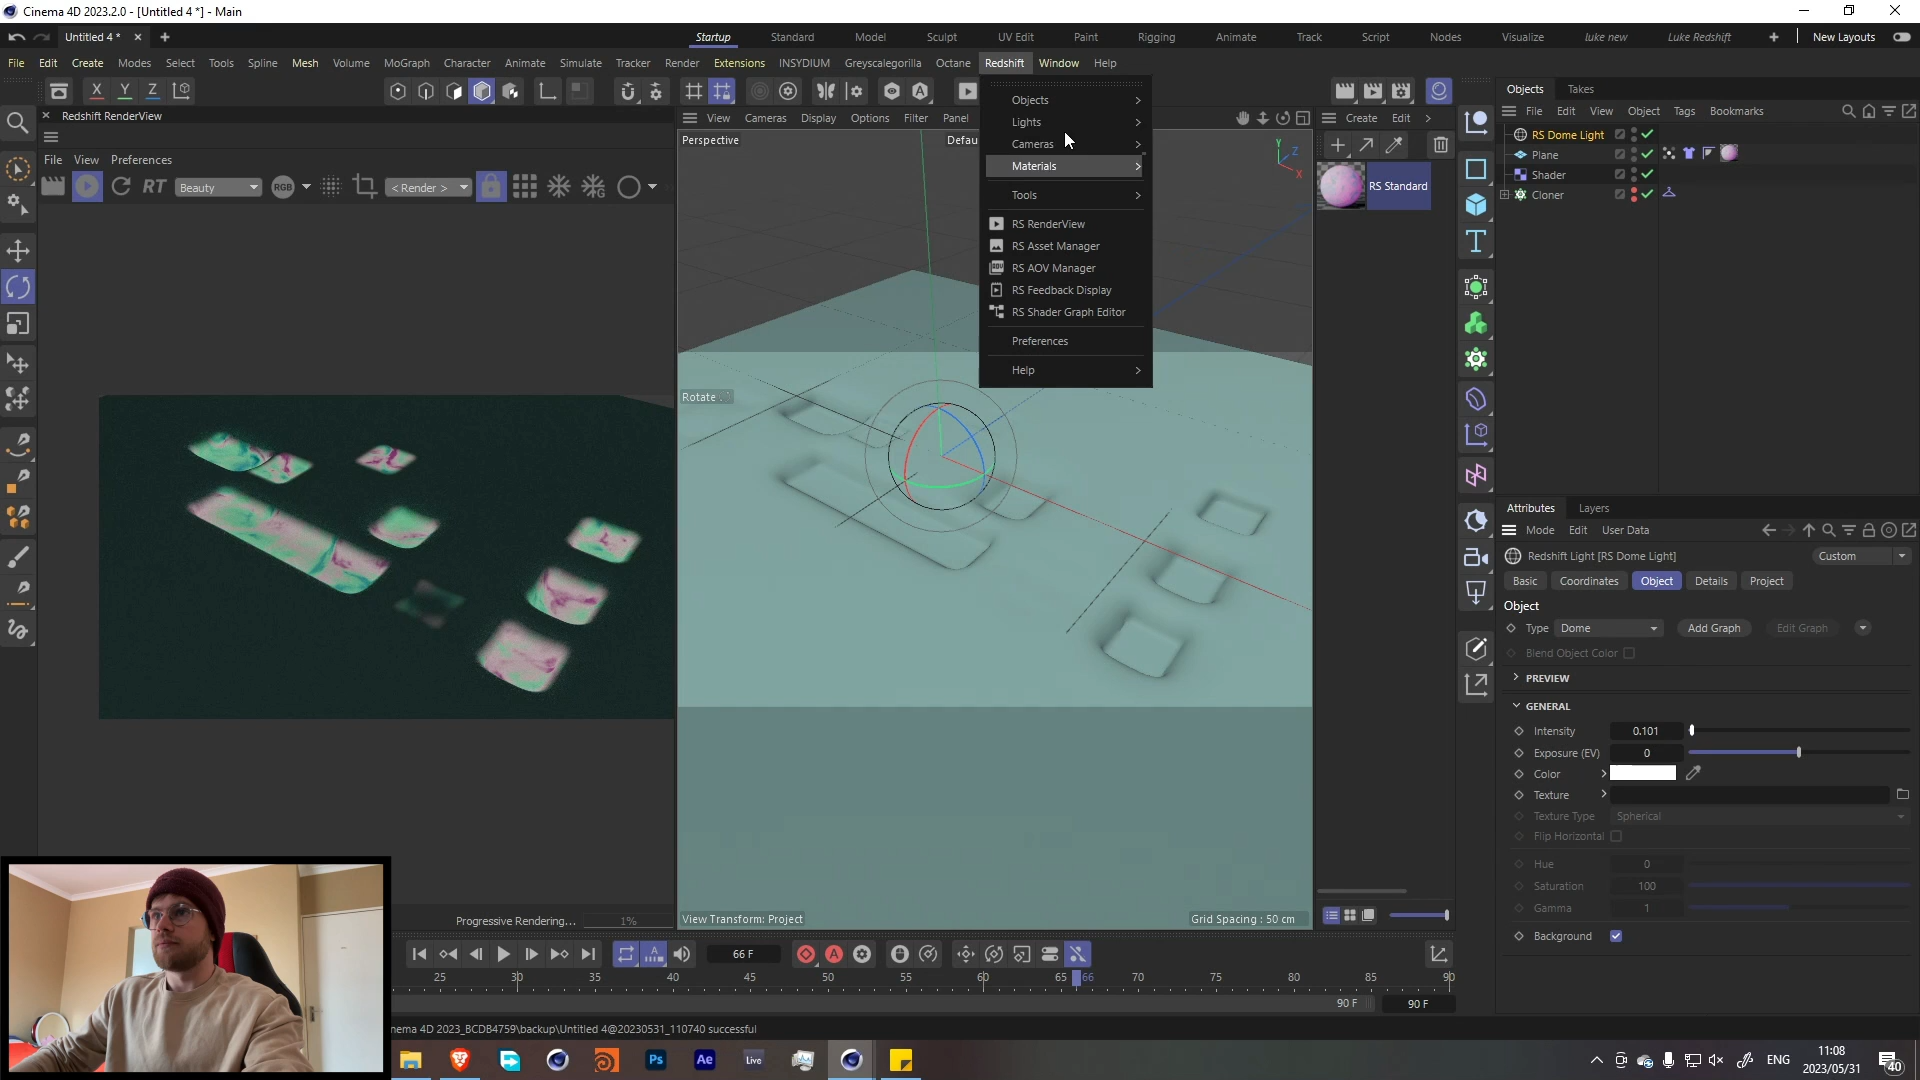 Cinema 4D 2023.2.0 - [Untitled 4 *] - Main
Untitled 4 *
Startup Standard Model Sculpt UV Edit Paint Rigging Animate Track Script Nodes Visualize luke new Luke Redshift New Layouts
File Edit Create Modes Select Tools Spline Mesh Volume MoGraph Character Animate Simulate Tracker Render Extensions INSYDIUM Greyscalegorilla Octane Redshift Window Help
X Y Z
Redshift RenderView
File View Preferences
RT Beauty RGB < Render >
View Cameras Display Options Filter Panel
Perspective
Defau
Y
Z
X
Objects
Lights
Cameras
Materials
Tools
RS RenderView
RS Asset Manager
RS AOV Manager
RS Feedback Display
RS Shader Graph Editor
Preferences
Help
Rotate
View Transform: Project
Grid Spacing : 50 cm
Progressive Rendering... 1%
Create Edit
RS Standard
Objects Takes
File Edit View Object Tags Bookmarks
RS Dome Light
Plane
Shader
Cloner
Attributes Layers
Mode Edit User Data
Redshift Light [RS Dome Light]
Custom
Basic Coordinates Object Details Project
Object
Type Dome Add Graph Edit Graph
Blend Object Color
PREVIEW
GENERAL
Intensity 0.101
Exposure (EV) 0
Color
Texture
Texture Type Spherical
Flip Horizontal
Hue 0
Saturation 100
Gamma 1
Background
66 F
25 30 35 40 45 50 55 60 65 66 70 75 80 85 90
90 F 90 F
nema 4D 2023_BCDB4759\backup\Untitled 4@20230531_110740 successful
Ps Ae Live
ENG
11:08
2023/05/31
40